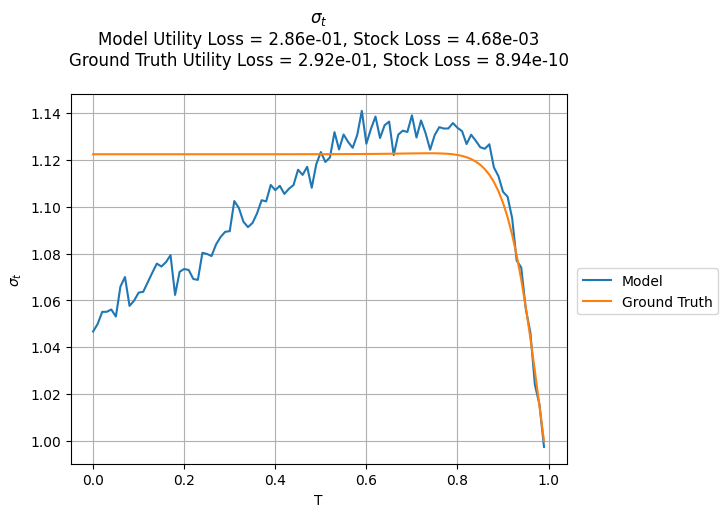 σt
Model Utility Loss = 2.86e-01, Stock Loss = 4.68e-03
Ground Truth Utility Loss = 2.92e-01, Stock Loss = 8.94e-10
1.14
1.12
1.10
1.08
1.06
1.04
1.02
1.00
σt
0.0 0.2 0.4 0.6 0.8 1.0
T
Model
Ground Truth